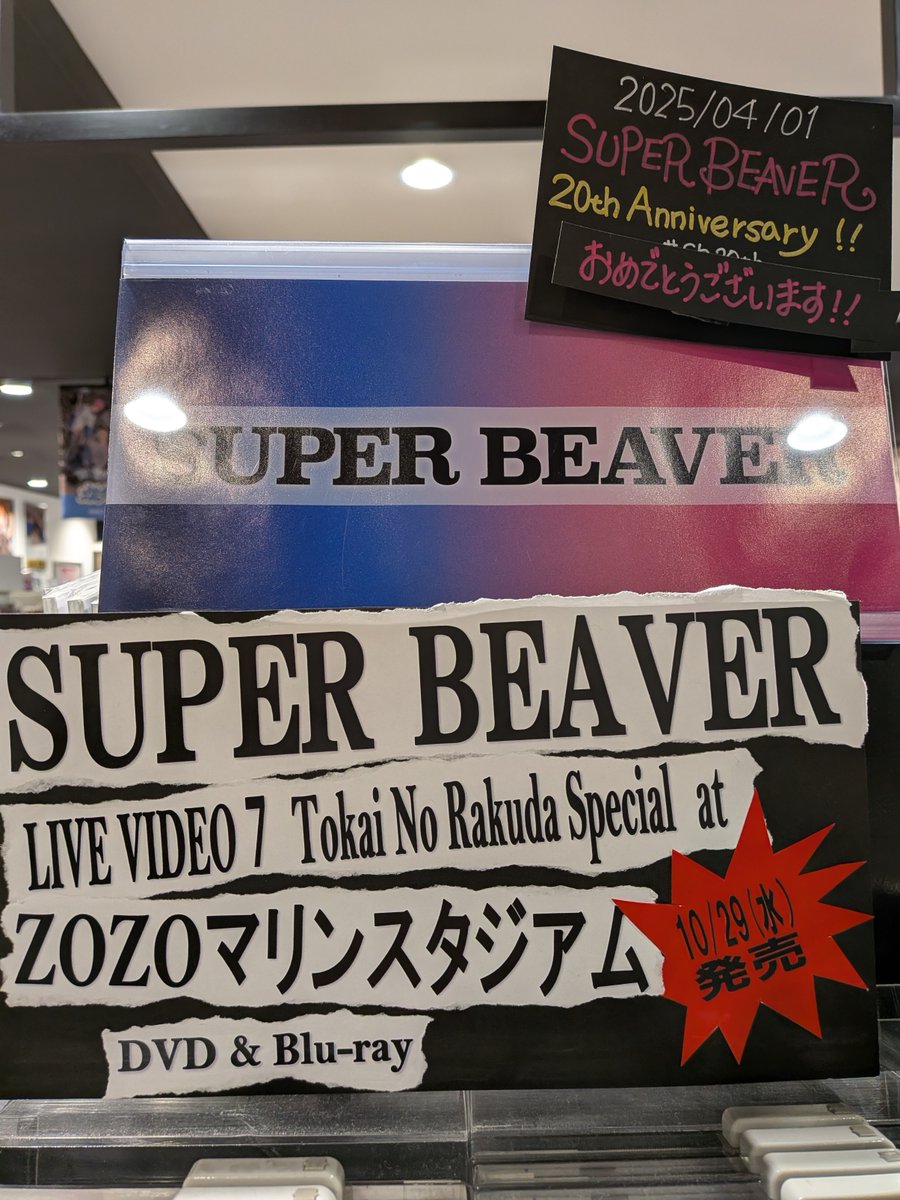 2025/04/01
SUPER BEAVER
20th Anniversary !!
おめでとうございます!!
SUPER BEAVER
SUPER BEAVER
LIVE VIDEO 7 Tokai No Rakuda Special at
ZOZOマリンスタジアム
10/29(水)
発売
DVD & Blu-ray